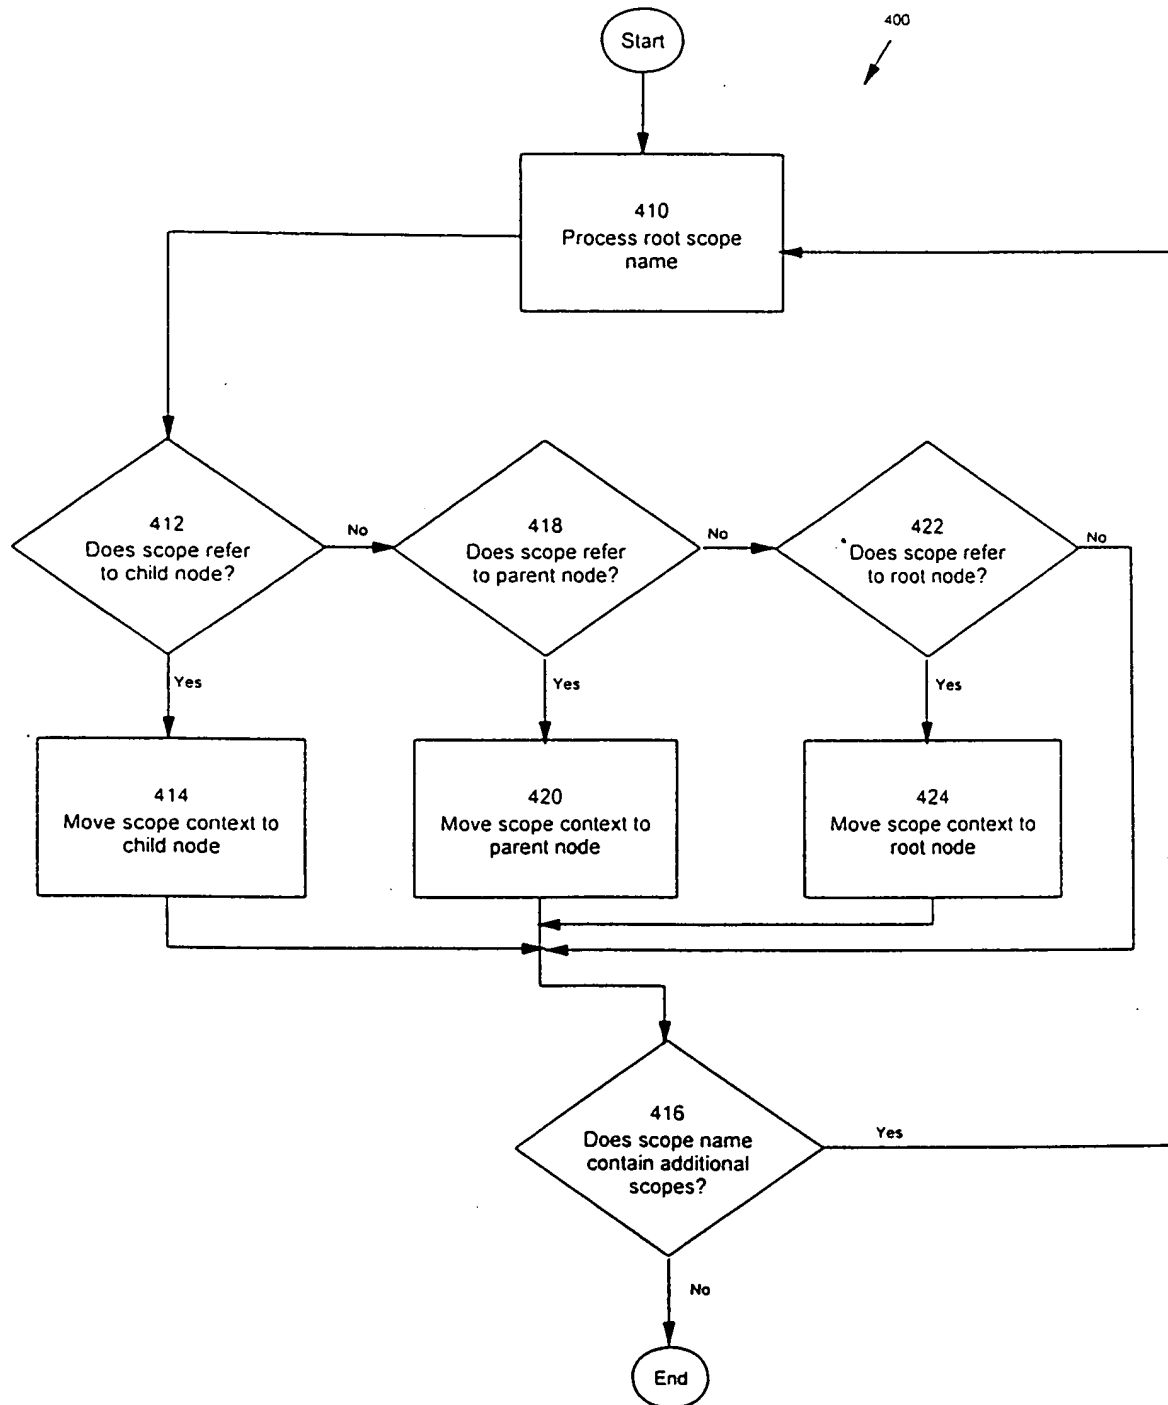 400
Start
410
Process root scope
name
412
Does scope refer
to child node?
No
418
Does scope refer
to parent node?
No
422
Does scope refer
to root node?
No
Yes
Yes
Yes
414
Move scope context to
child node
420
Move scope context to
parent node
424
Move scope context to
root node
416
Does scope name
contain additional
scopes?
Yes
No
End